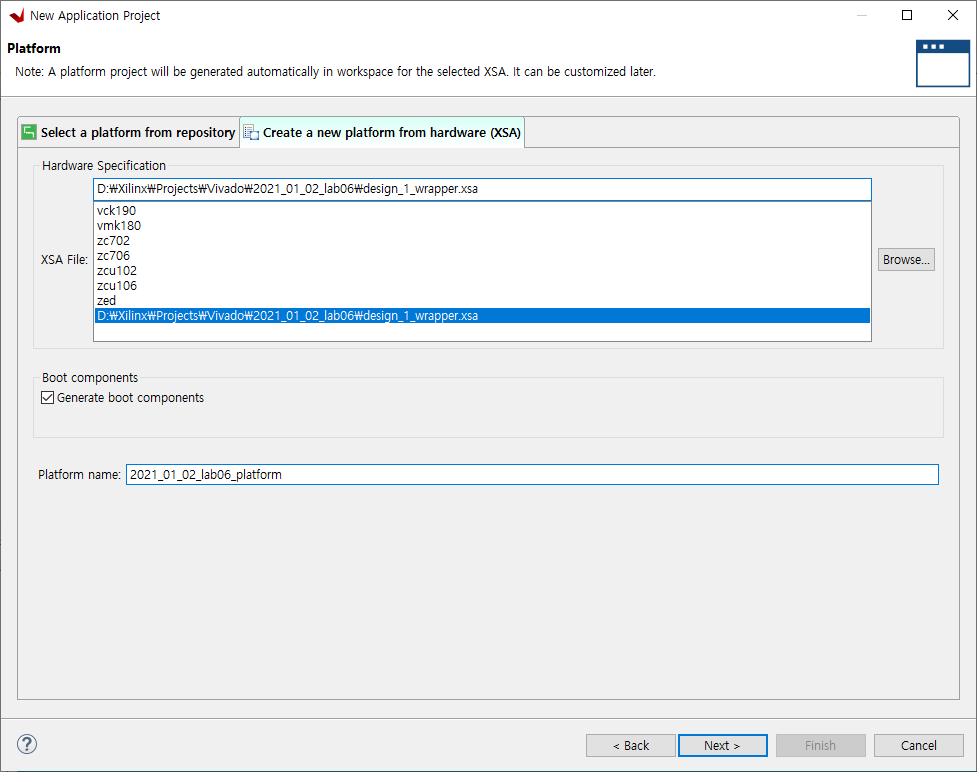 New Application Project
Platform
Note: A platform project will be generated automatically in workspace for the selected XSA. It can be customized later.
Select a platform from repository
Create a new platform from hardware (XSA)
Hardware Specification
D:₩Xilinx₩Projects₩Vivado₩2021_01_02_lab06₩design_1_wrapper.xsa
vck190
vmk180
zc702
zc706
XSA File:
Browse...
zcu102
zcu106
zed
D:₩Xilinx₩Projects₩Vivado₩2021_01_02_lab06₩design_1_wrapper.xsa
Boot components
Generate boot components
Platform name: 2021_01_02_lab06_platform
?
< Back
Next >
Finish
Cancel